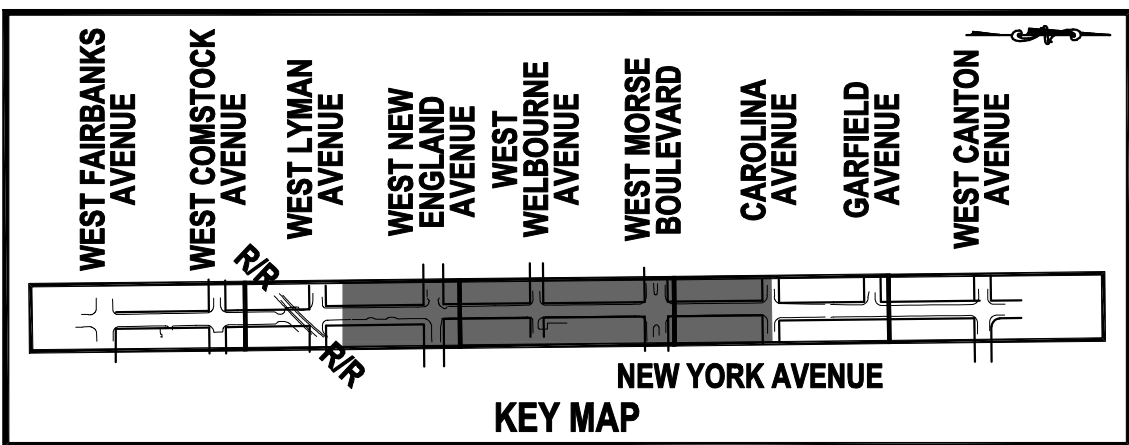 WEST FAIRBANKS
AVENUE
WEST COMSTOCK
AVENUE
WEST LYMAN
AVENUE
WEST NEW
ENGLAND
AVENUE
WEST
WELBOURNE
AVENUE
WEST MORSE
BOULEVARD
CAROLINA
AVENUE
GARFIELD
AVENUE
WEST CANTON
AVENUE
R/R
R/R
NEW YORK AVENUE
KEY MAP